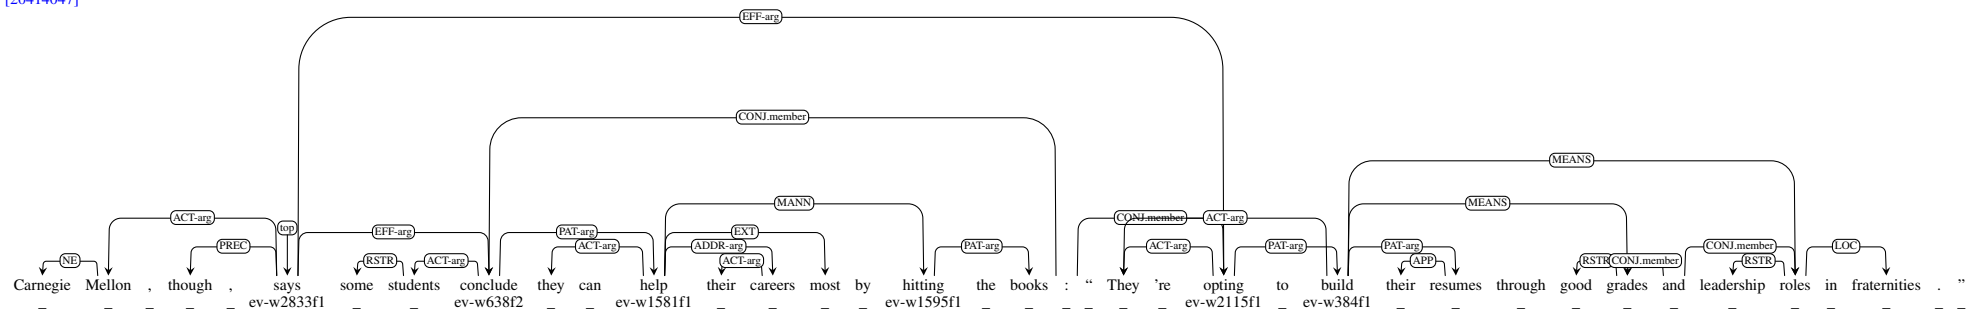 EFF-arg
CONJ.member
MEANS
MANN MEANS
ACT-arg top CONJ.member ACT-arg
PREC EFF-arg PAT-arg ACT-arg ADDR-arg EXT PAT-arg ACT-arg PAT-arg PAT-arg CONJ.member LOC
NE RSTR ACT-arg ACT-arg APP RSTR CONJ.member RSTR
Carnegie Mellon , though , says some students conclude they can help their careers most by hitting the books : “ They ’re opting to build their resumes through good grades and leadership roles in fraternities . ”
ev-w2833f1 ev-w638f2 ev-w1581f1 ev-w1595f1 ev-w2115f1 ev-w384f1